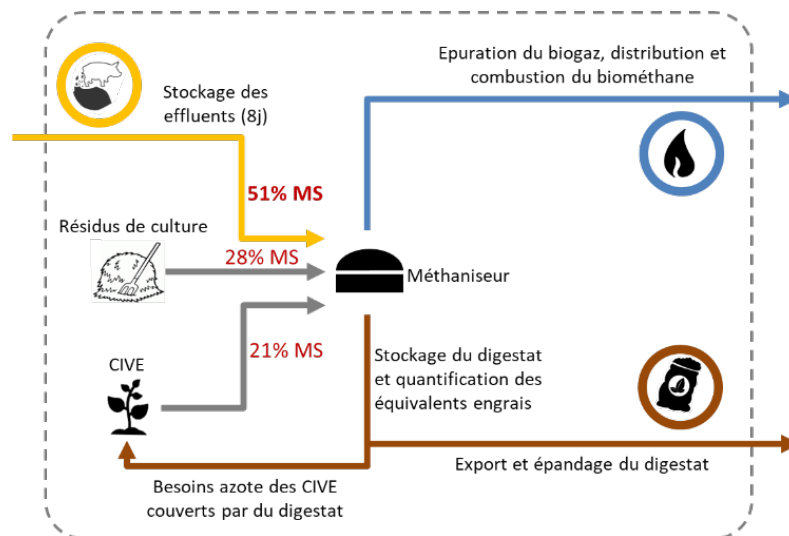 Epuration du biogaz, distribution et
combustion du biométhane
Stockage des
effluents (8j)
51% MS
Résidus de culture
28% MS
Méthaniseur
21% MS
CIVE
Stockage du digestat
et quantification des
équivalents engrais
Export et épandage du digestat
Besoins azote des CIVE
couverts par du digestat